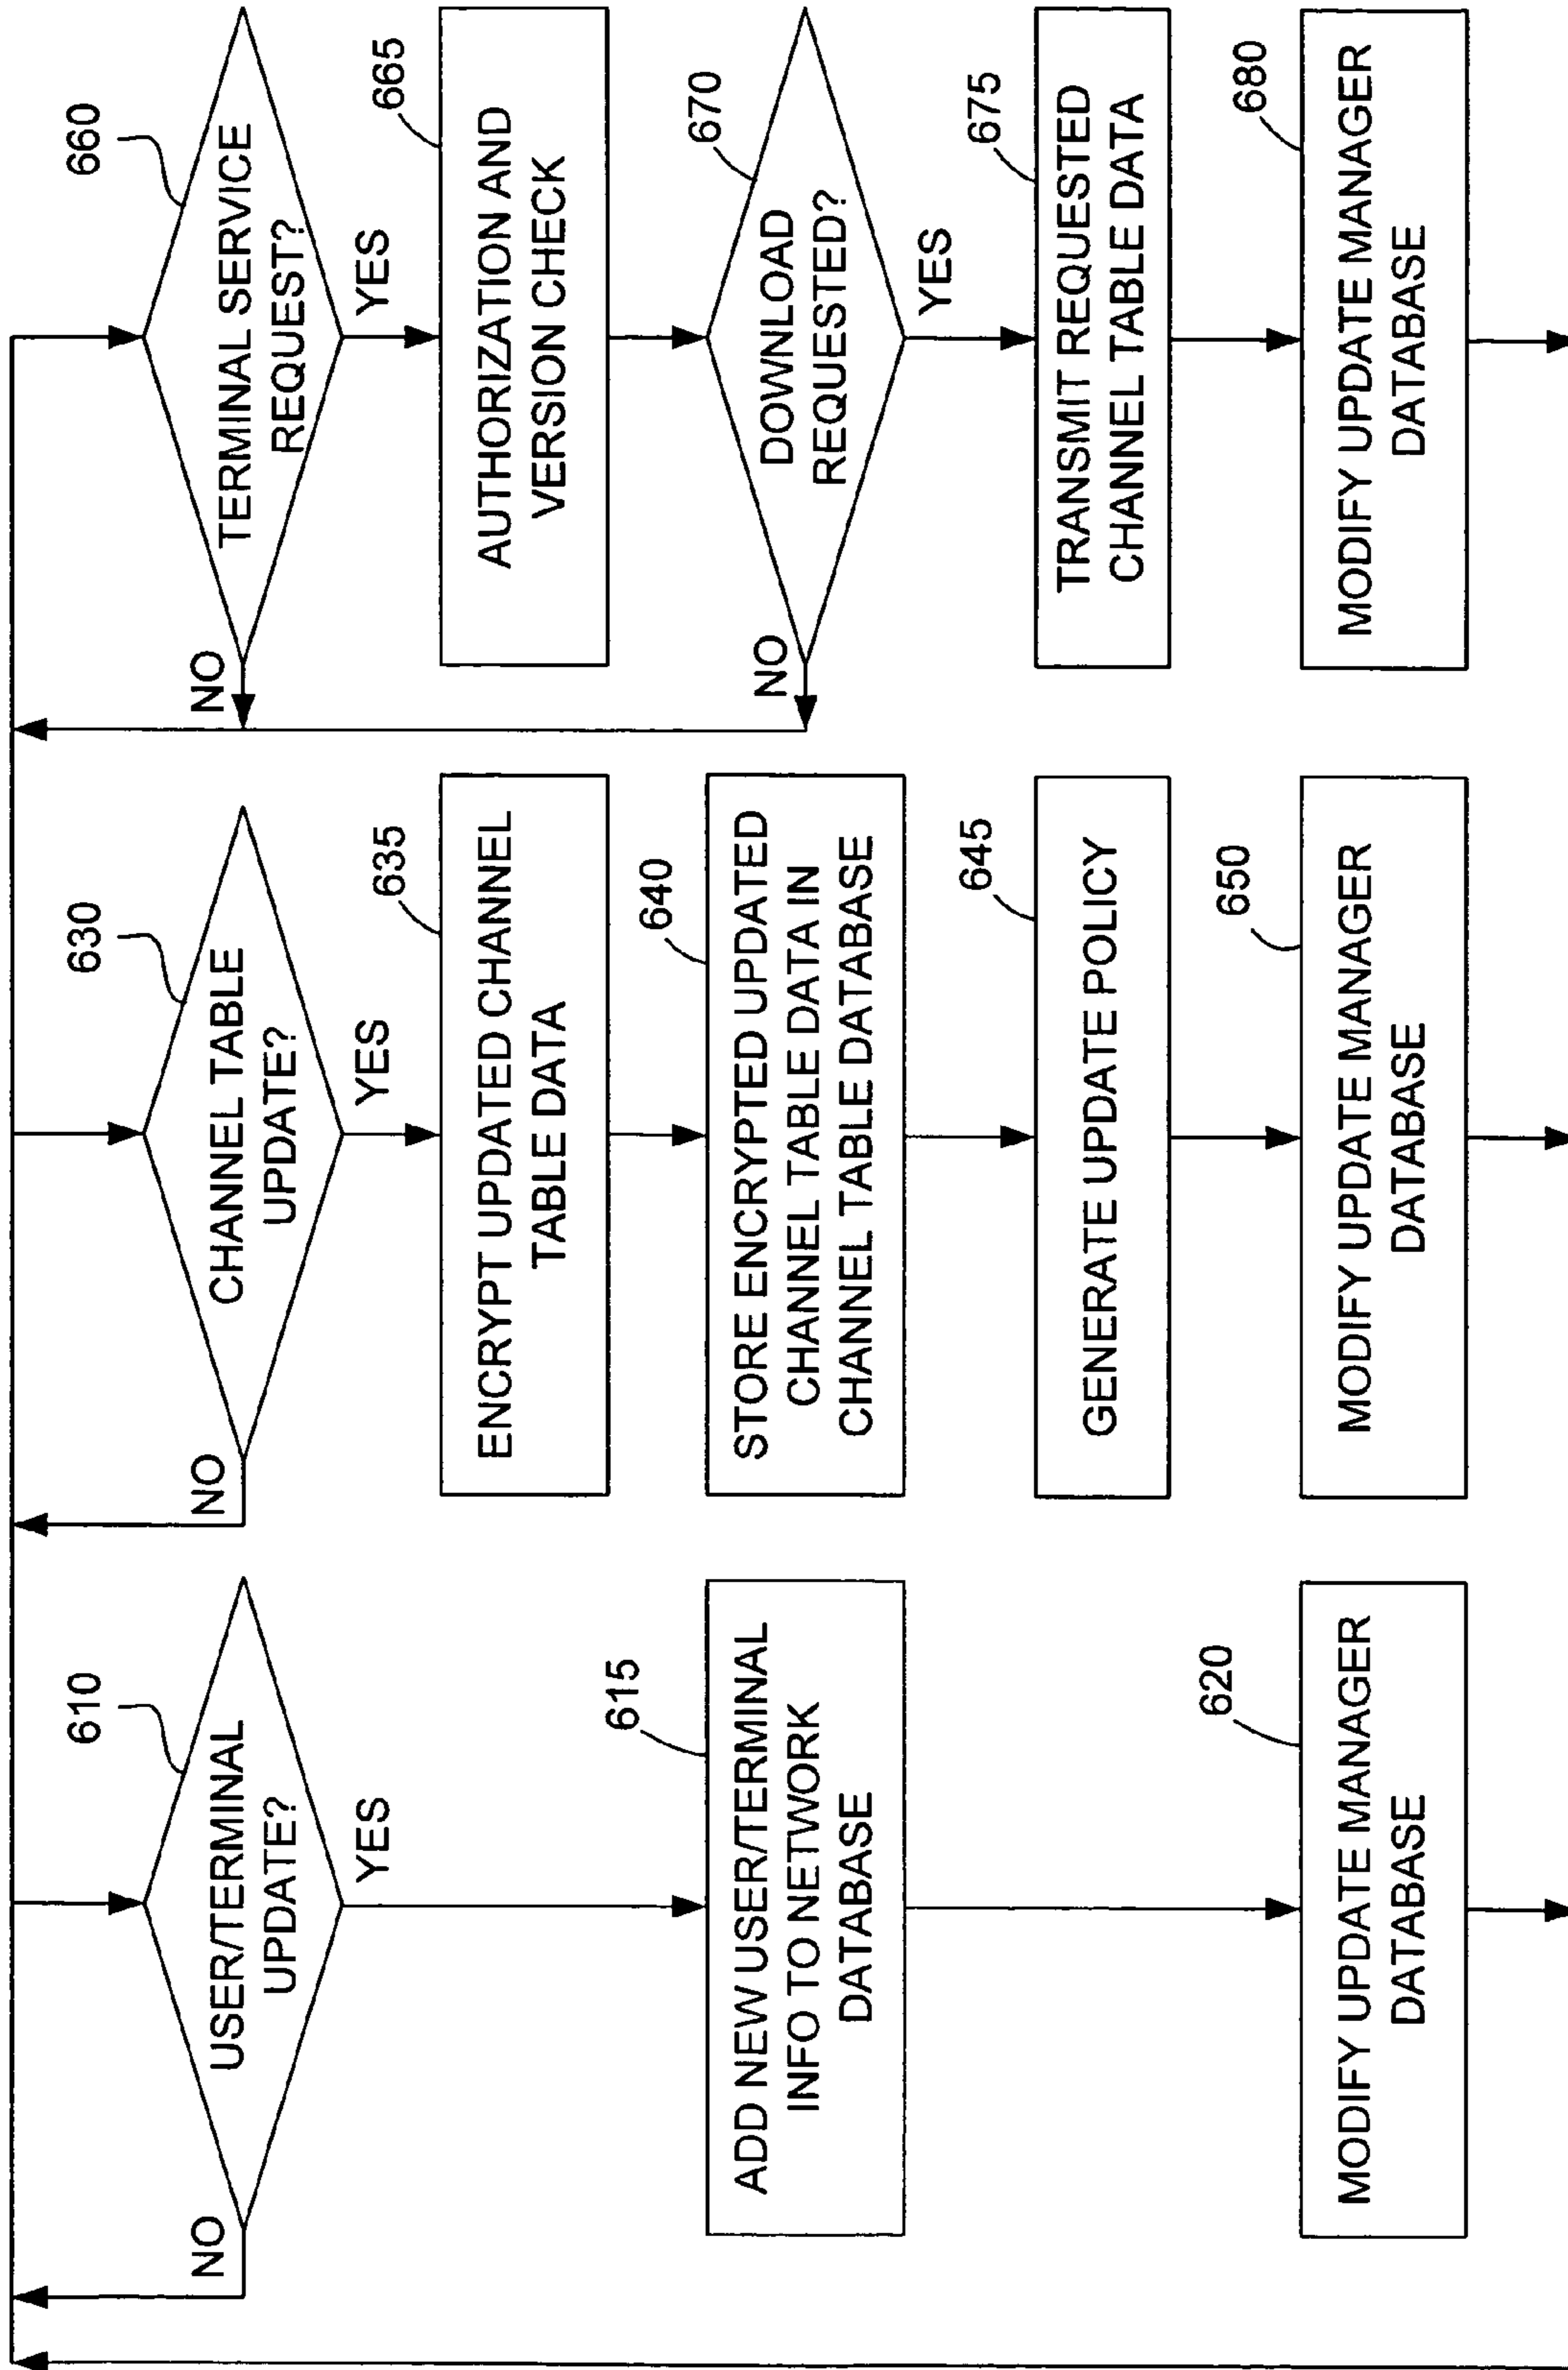 610
USER/TERMINAL
UPDATE?
NO
YES
615
ADD NEW USER/TERMINAL
INFO TO NETWORK
DATABASE
620
MODIFY UPDATE MANAGER
DATABASE
630
CHANNEL TABLE
UPDATE?
NO
YES
635
ENCRYPT UPDATED CHANNEL
TABLE DATA
640
STORE ENCRYPTED UPDATED
CHANNEL TABLE DATA IN
CHANNEL TABLE DATABASE
645
GENERATE UPDATE POLICY
650
MODIFY UPDATE MANAGER
DATABASE
660
TERMINAL SERVICE
REQUEST?
NO
YES
665
AUTHORIZATION AND
VERSION CHECK
670
DOWNLOAD
REQUESTED?
NO
YES
675
TRANSMIT REQUESTED
CHANNEL TABLE DATA
680
MODIFY UPDATE MANAGER
DATABASE